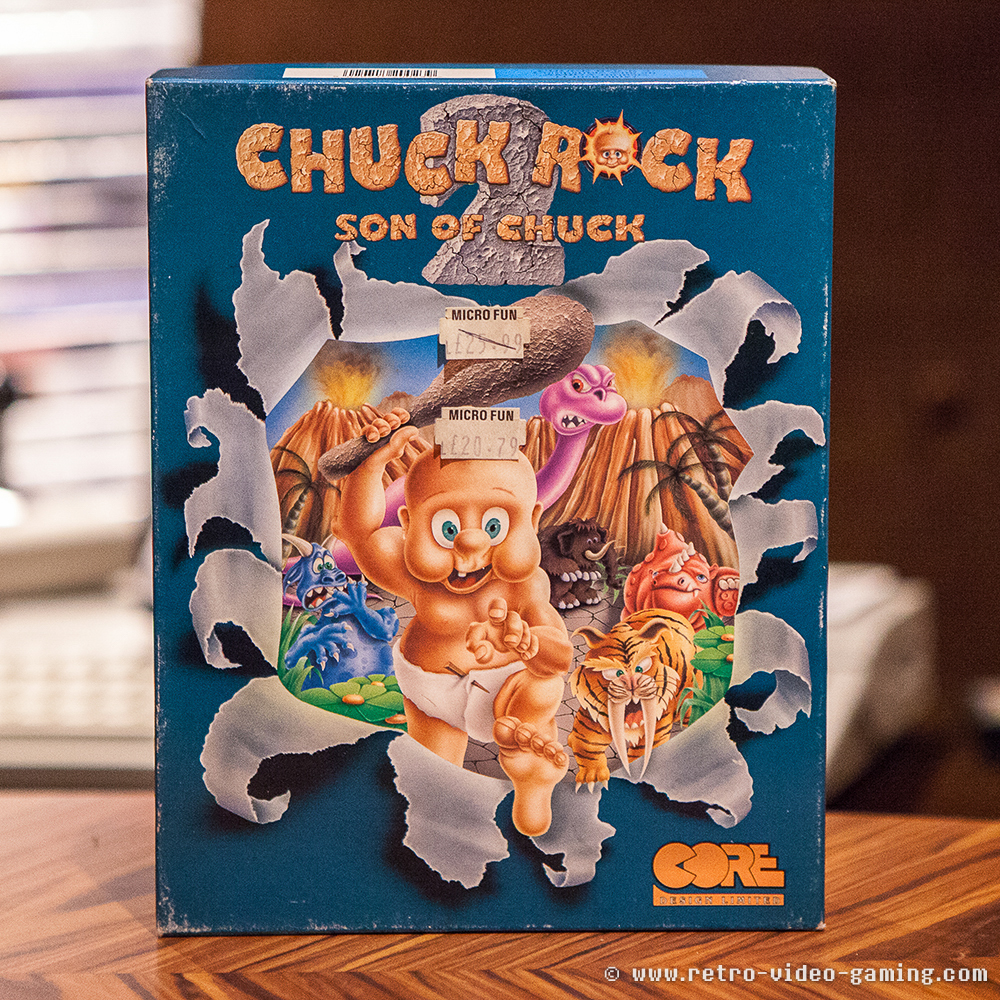 CHUCK ROCK
2
SON OF CHUCK
MICRO FUN
£25.99
MICRO FUN
£20.79
CORE
DESIGN LIMITED
© www.retro-video-gaming.com